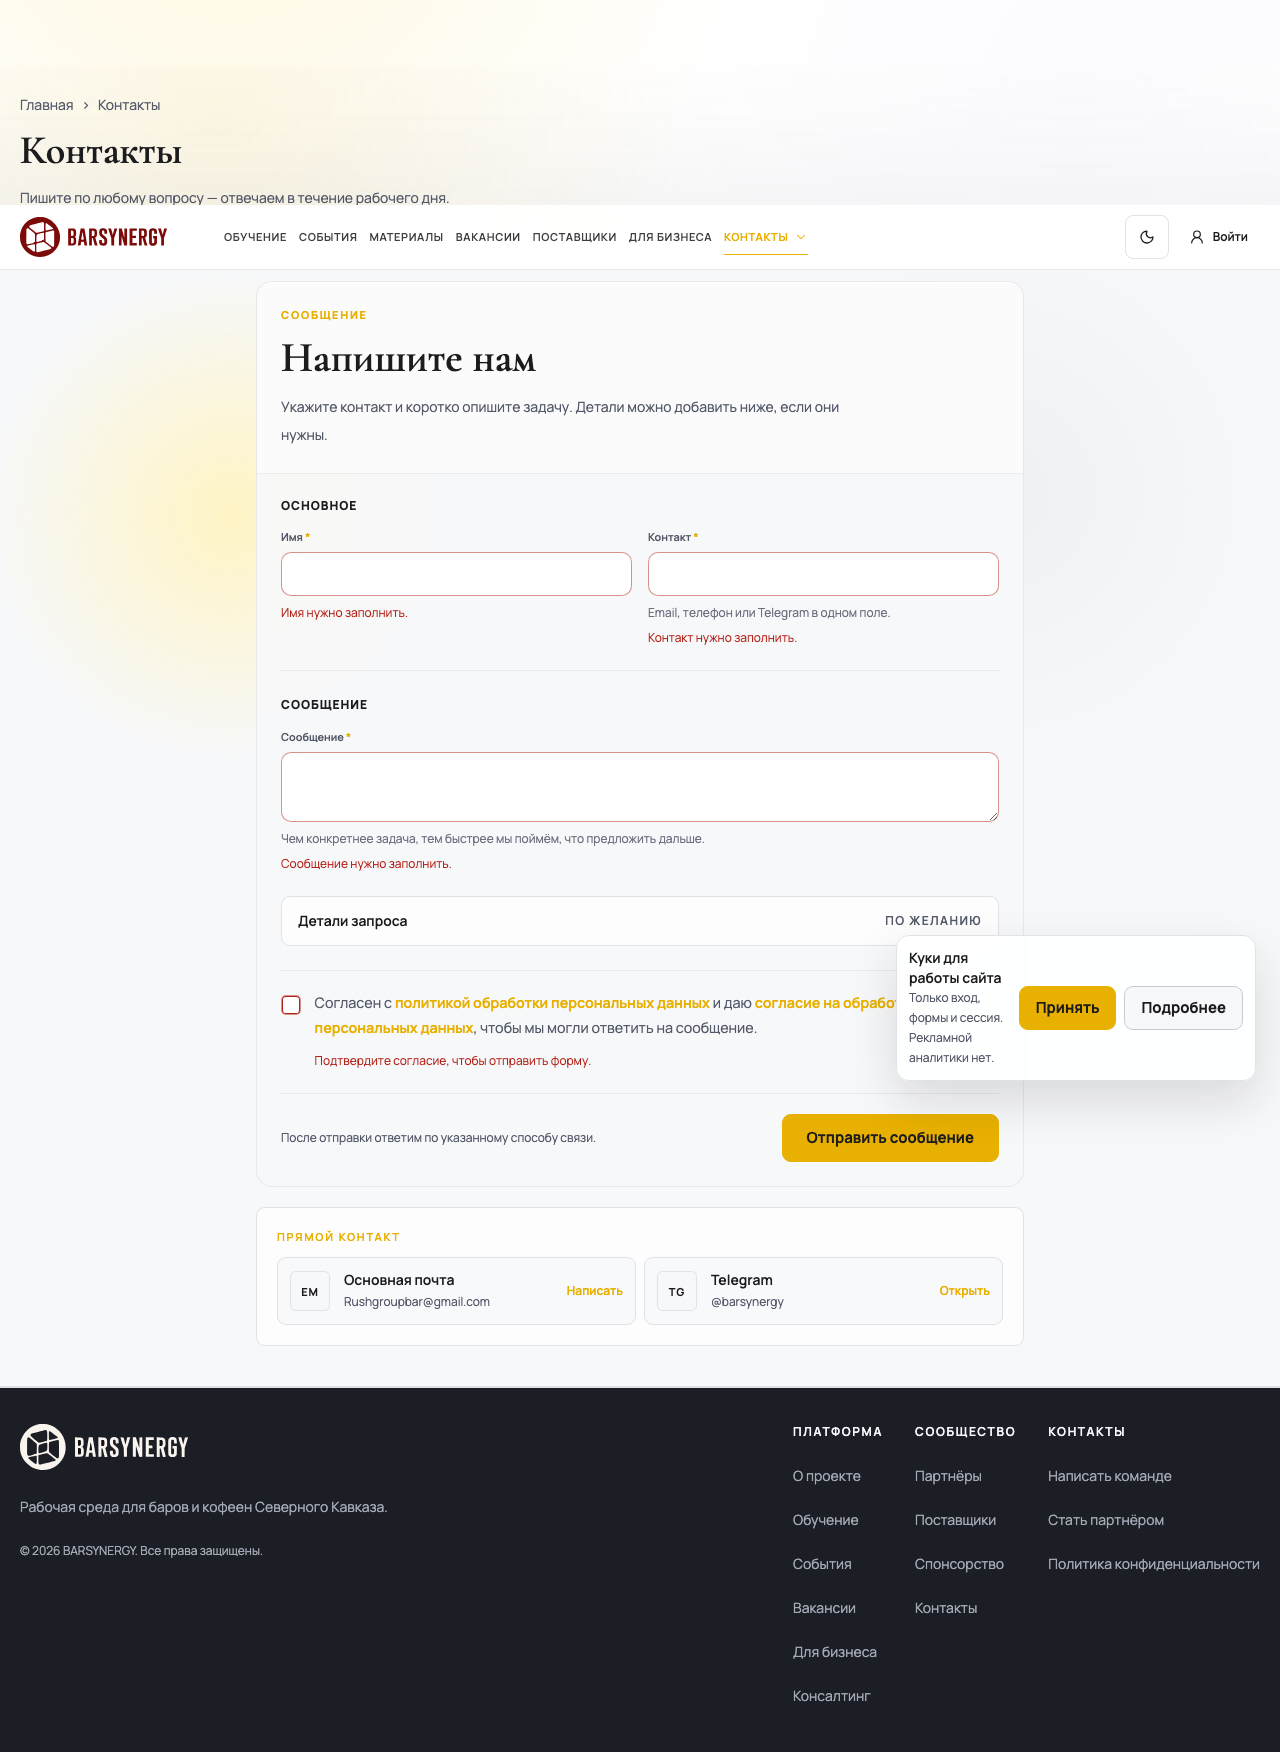 Главная › Контакты
Контакты
Пишите по любому вопросу — отвечаем в течение рабочего дня.
BARSYNERGY
ОБУЧЕНИЕ СОБЫТИЯ МАТЕРИАЛЫ ВАКАНСИИ ПОСТАВЩИКИ ДЛЯ БИЗНЕСА КОНТАКТЫ
Войти
СООБЩЕНИЕ
Напишите нам
Укажите контакт и коротко опишите задачу. Детали можно добавить ниже, если они
нужны.
ОСНОВНОЕ
Имя * Контакт *
Имя нужно заполнить. Email, телефон или Telegram в одном поле.
Контакт нужно заполнить.
СООБЩЕНИЕ
Сообщение *
Чем конкретнее задача, тем быстрее мы поймём, что предложить дальше.
Сообщение нужно заполнить.
Детали запроса ПО ЖЕЛАНИЮ
Согласен с политикой обработки персональных данных и даю согласие на
персональных данных, чтобы мы могли ответить на сообщение.
Подтвердите согласие, чтобы отправить форму.
Куки для
работы сайта
Только вход,
формы и сессия.
Рекламной
аналитики нет.
Принять Подробнее
После отправки ответим по указанному способу связи.
Отправить сообщение
ПРЯМОЙ КОНТАКТ
EM Основная почта
Rushgroupbar@gmail.com
Написать
TG Telegram
@barsynergy
Открыть
BARSYNERGY
Рабочая среда для баров и кофеен Северного Кавказа.
© 2026 BARSYNERGY. Все права защищены.
ПЛАТФОРМА
О проекте
Обучение
События
Вакансии
Для бизнеса
Консалтинг
СООБЩЕСТВО
Партнёры
Поставщики
Спонсорство
Контакты
КОНТАКТЫ
Написать команде
Стать партнёром
Политика конфиденциальности